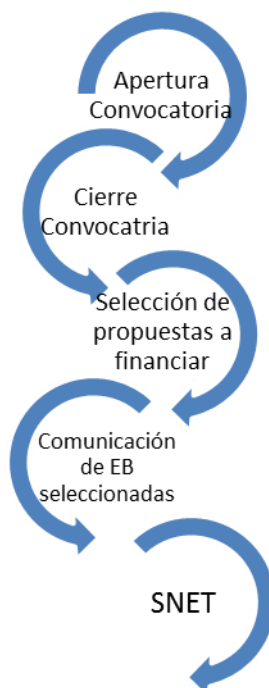 Apertura
Convocatoria
Cierre
Convocatria
Selección de
propuestas a
financiar
Comunicación
de EB
seleccionadas
SNET